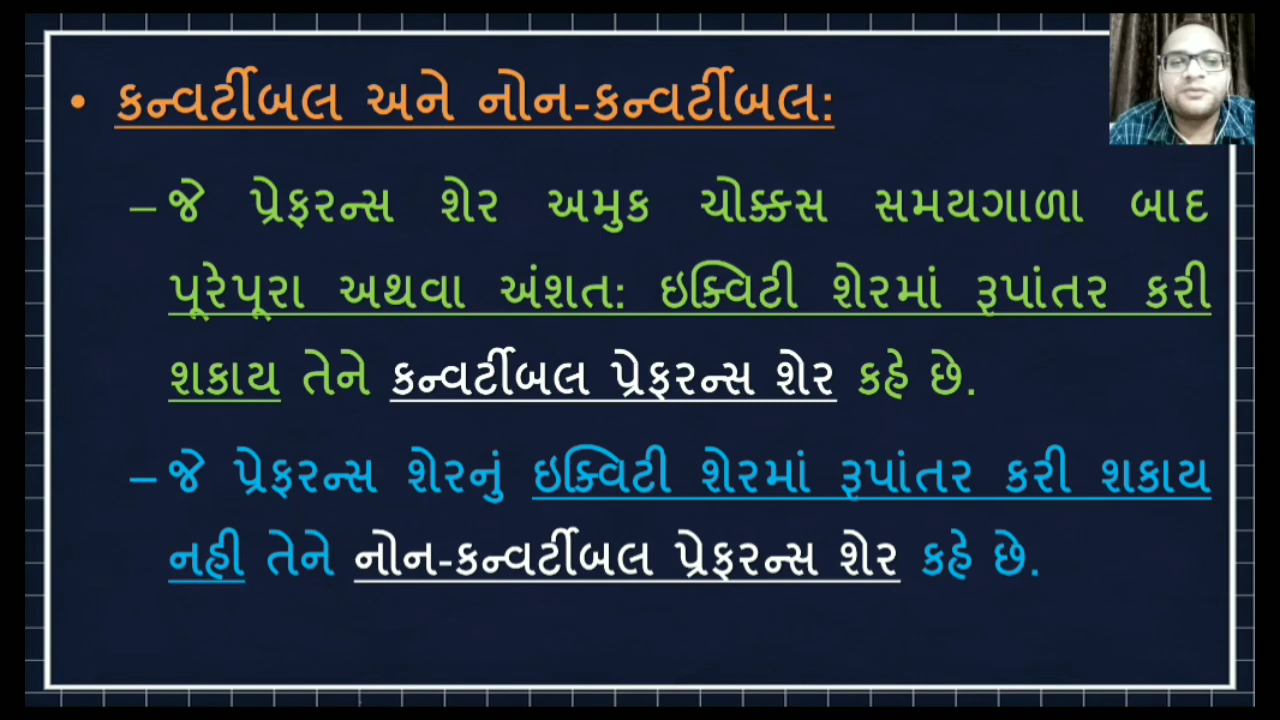 • કન્વર્ટીબલ અને નોન-કન્વર્ટીબલ:
– જે પ્રેફરન્સ શેર અમુક ચોક્કસ સમયગાળા બાદ
પૂરેપૂરા અથવા અંશત: ઇક્વિટી શેરમાં રૂપાંતર કરી
શકાય તેને કન્વર્ટીબલ પ્રેફરન્સ શેર કહે છે.
– જે પ્રેફરન્સ શેરનું ઇક્વિટી શેરમાં રૂપાંતર કરી શકાય
નહી તેને નોન-કન્વર્ટીબલ પ્રેફરન્સ શેર કહે છે.